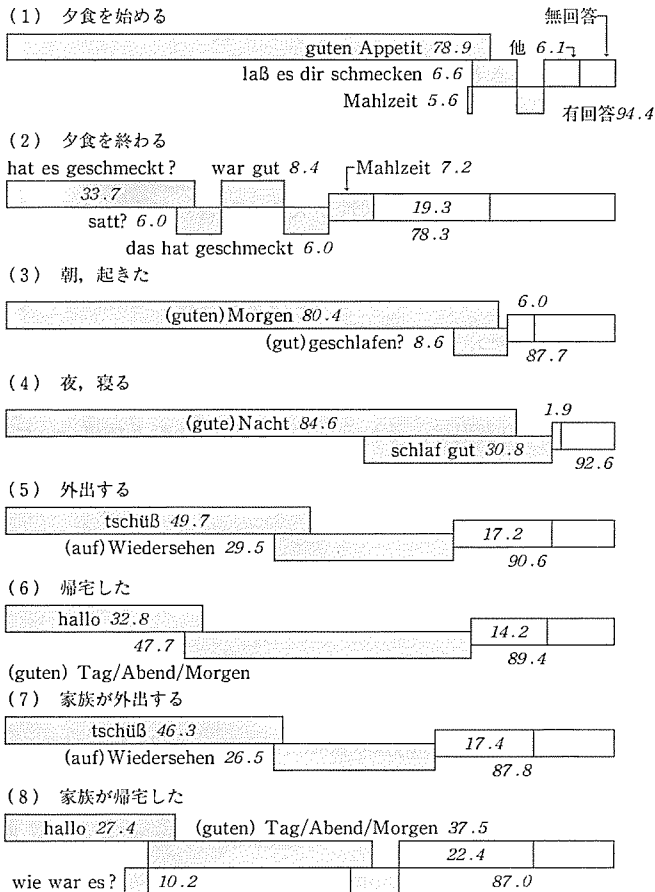 (1) 夕食を始める 無回答
guten Appetit 78.9 他 6.1
laß es dir schmecken 6.6
Mahlzeit 5.6 有回答94.4
(2) 夕食を終わる
hat es geschmeckt? war gut 8.4 Mahlzeit 7.2
33.7 19.3
satt? 6.0 78.3
das hat geschmeckt 6.0
(3) 朝,起きた
(guten)Morgen 80.4 6.0
(gut)geschlafen? 8.6 87.7
(4) 夜,寝る
(gute)Nacht 84.6 1.9
schlaf gut 30.8 92.6
(5) 外出する
tschüß 49.7 17.2
(auf)Wiedersehen 29.5 90.6
(6) 帰宅した
hallo 32.8 14.2
47.7 89.4
(guten) Tag/Abend/Morgen
(7) 家族が外出する
tschüß 46.3 17.4
(auf)Wiedersehen 26.5 87.8
(8) 家族が帰宅した
hallo 27.4 (guten) Tag/Abend/Morgen 37.5
22.4
wie war es? 10.2 87.0